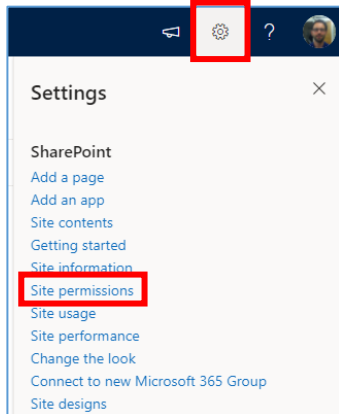 ?
Settings
SharePoint
Add a page
Add an app
Site contents
Getting started
Site information
Site permissions
Site usage
Site performance
Change the look
Connect to new Microsoft 365 Group
Site designs